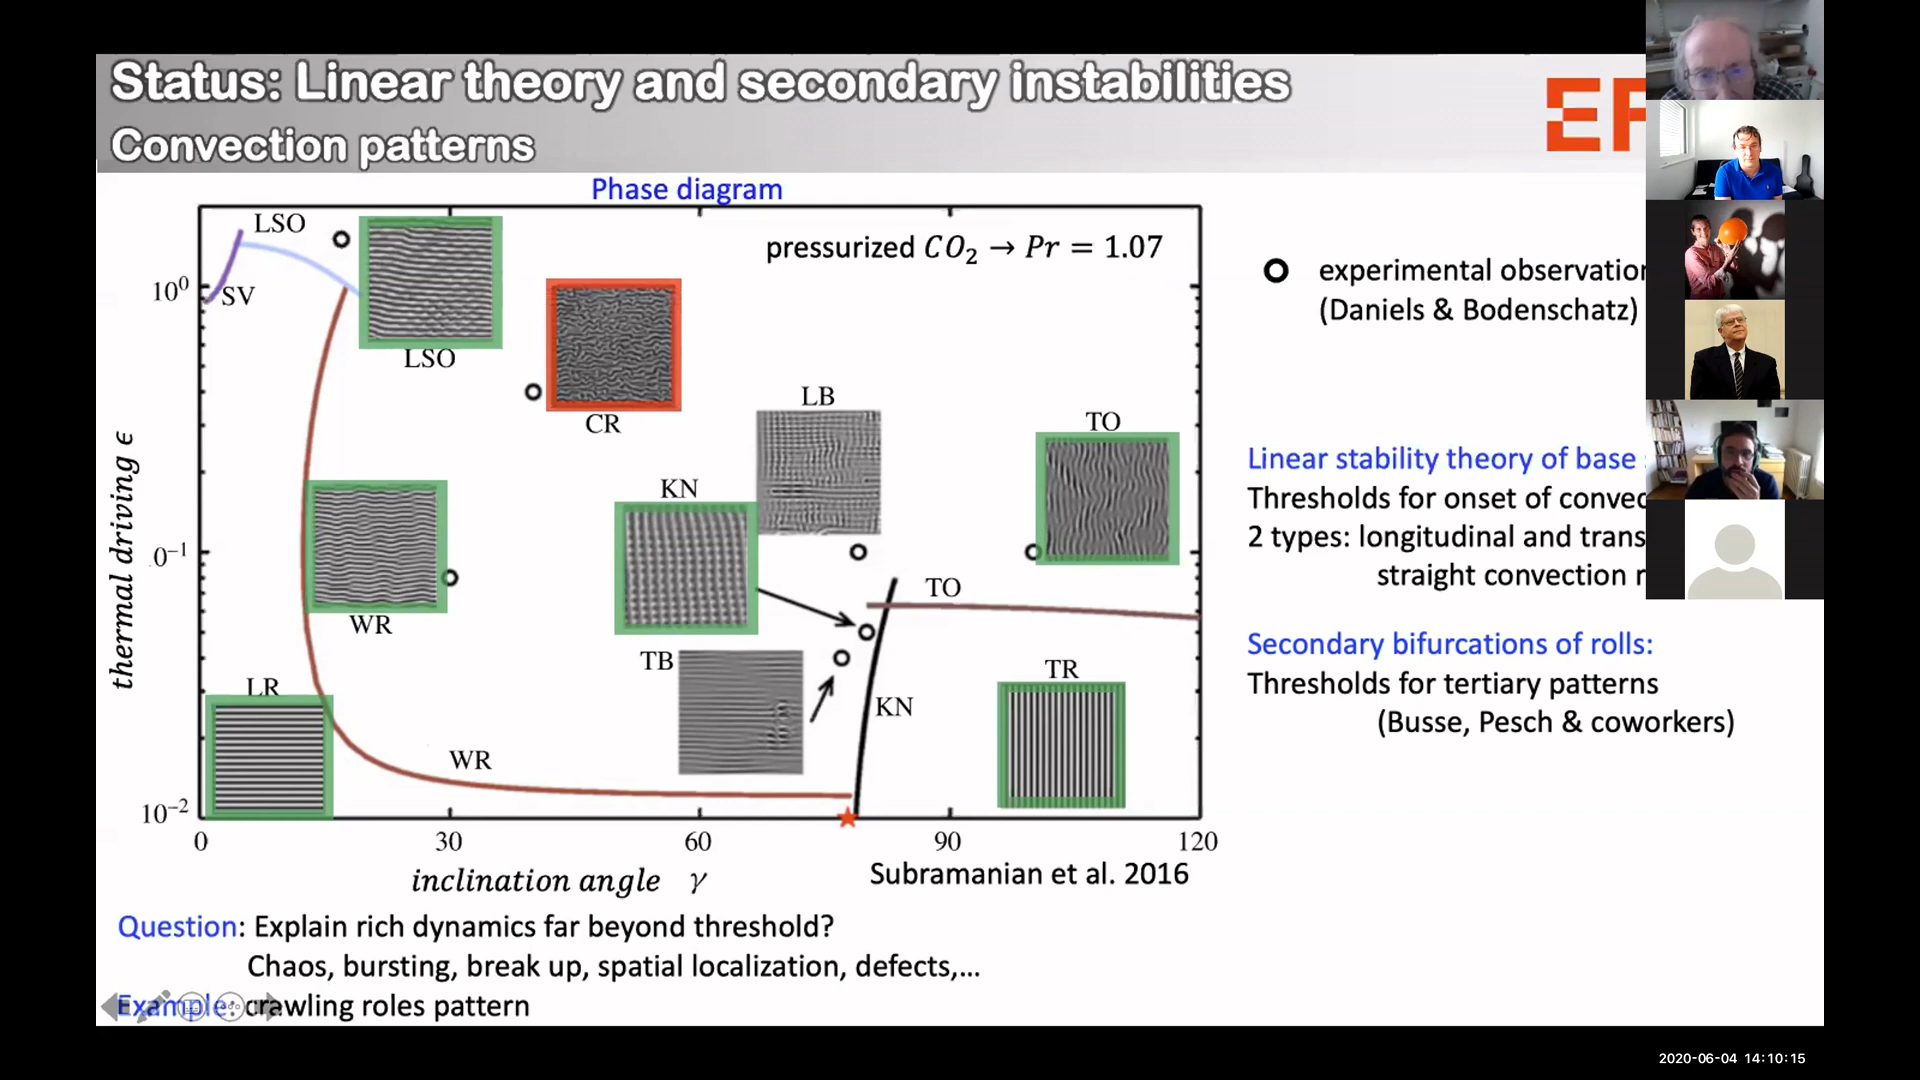 Status: Linear theory and secondary instabilities
Convection patterns
Phase diagram
pressurized CO₂ → Pr = 1.07
LSO
SV
LSO
CR
LB
TO
KN
WR
TO
TB
TR
KN
LR
WR
10⁰
0⁻¹
10⁻²
thermal driving ϵ
0 30 60 90 120
inclination angle γ
Subramanian et al. 2016
experimental observation
(Daniels & Bodenschatz)
Linear stability theory of base
Thresholds for onset of convec
2 types: longitudinal and trans
straight convection r
Secondary bifurcations of rolls:
Thresholds for tertiary patterns
(Busse, Pesch & coworkers)
Question: Explain rich dynamics far beyond threshold?
Chaos, bursting, break up, spatial localization, defects,...
Example: crawling roles pattern
2020-06-04 14:10:15